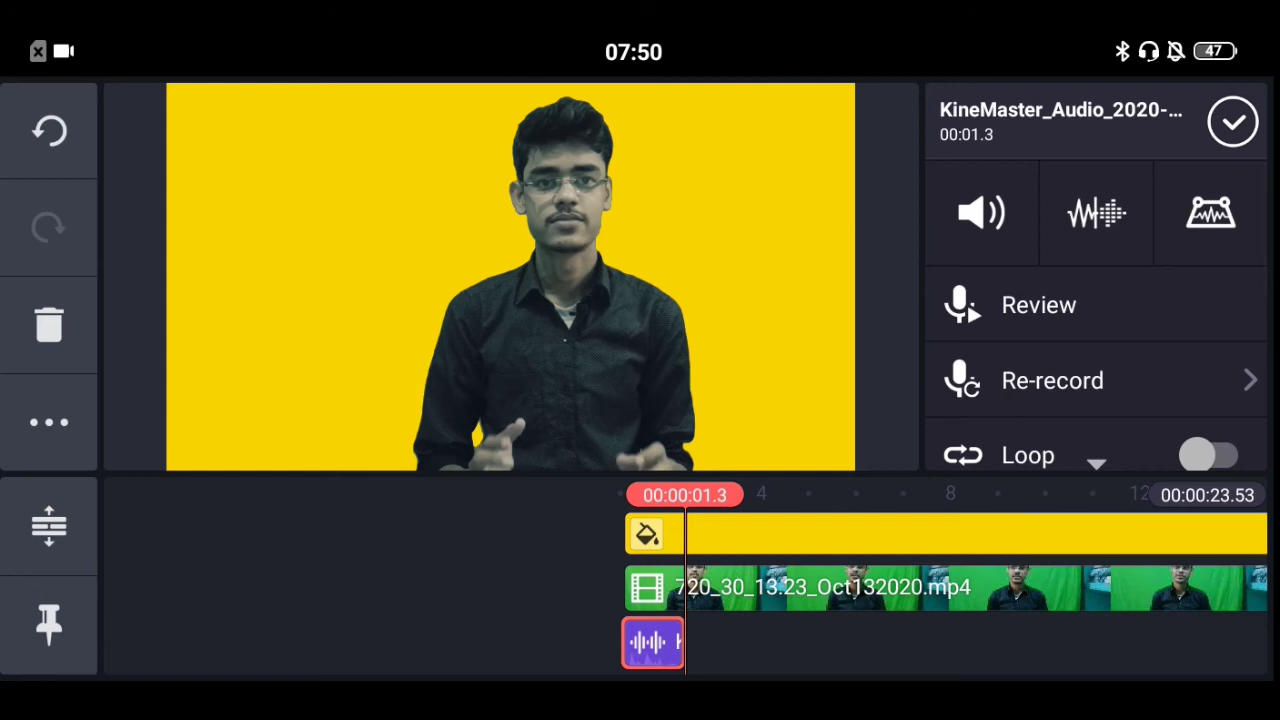 07:50
47
KineMaster_Audio_2020-...
00:01.3
Review
Re-record
Loop
00:00:01.3
4
8
12
00:00:23.53
720_30_13.23_Oct132020.mp4